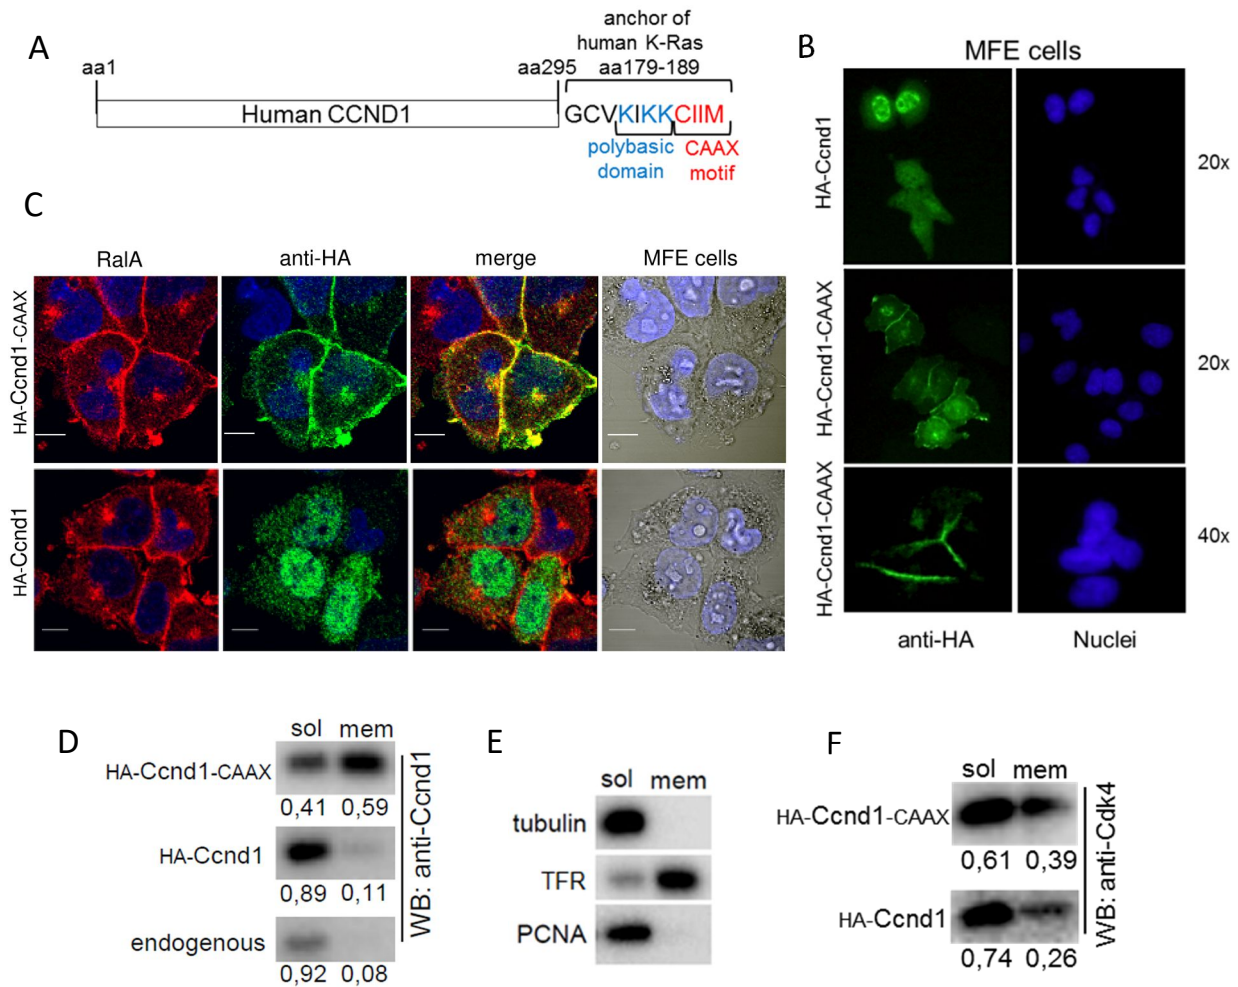 A
anchor of
human K-Ras
aa1
aa295
aa179-189
Human CCND1
GCVKIKKCIIM
polybasic
domain
CAAX
motif
B
MFE cells
HA-Ccnd1
20x
HA-Ccnd1-CAAX
20x
HA-Ccnd1-CAAX
40x
anti-HA
Nuclei
C
RalA
anti-HA
merge
MFE cells
HA-Ccnd1-CAAX
HA-Ccnd1
D
sol mem
HA-Ccnd1-CAAX
0,41 0,59
HA-Ccnd1
0,89 0,11
endogenous
0,92 0,08
WB: anti-Ccnd1
E
sol mem
tubulin
TFR
PCNA
F
sol mem
HA-Ccnd1-CAAX
0,61 0,39
HA-Ccnd1
0,74 0,26
WB: anti-Cdk4